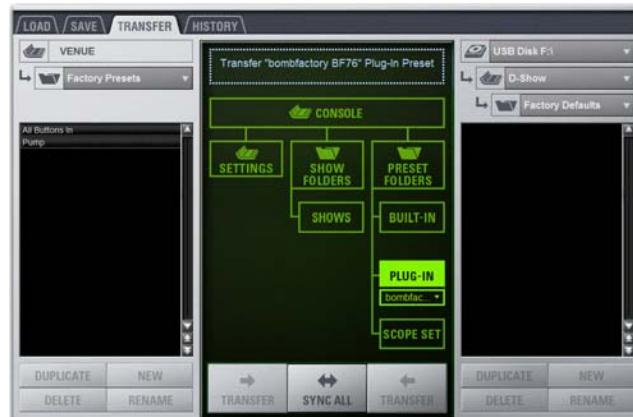 LOAD SAVE TRANSFER HISTORY
VENUE
Factory Presets
All Buttons In
Pump
DUPLICATE NEW
DELETE RENAME
Transfer "bombfactory BF76" Plug-In Preset
CONSOLE
SETTINGS
SHOW FOLDERS
PRESET FOLDERS
SHOWS
BUILT-IN
PLUG-IN
bombfac...
SCOPE SET
TRANSFER SYNC ALL TRANSFER
USB Disk F:\
D-Show
Factory Defaults
DUPLICATE NEW
DELETE RENAME